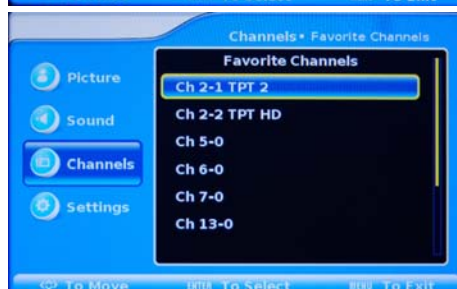 Channels • Favorite Channels
Favorite Channels
Picture
Sound
Channels
Settings
Ch 2-1 TPT 2
Ch 2-2 TPT HD
Ch 5-0
Ch 6-0
Ch 7-0
Ch 13-0
To Move ENTER To Select MENU To Exit